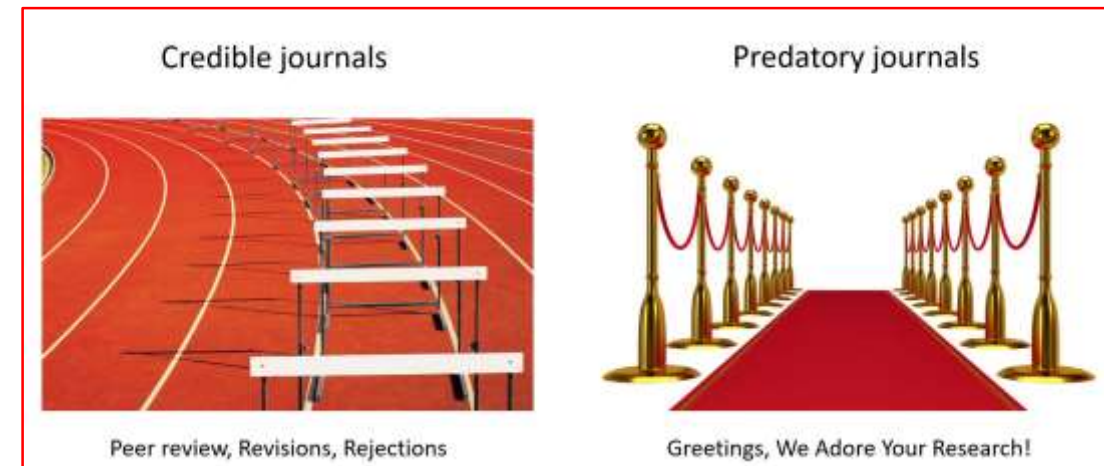 Credible journals
Predatory journals
Peer review, Revisions, Rejections
Greetings, We Adore Your Research!